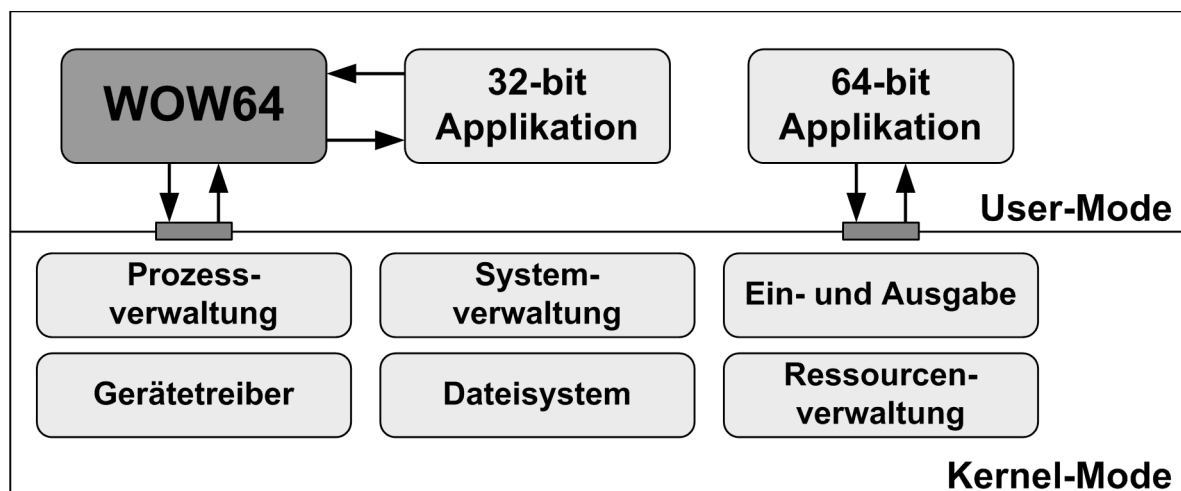 WOW64
32-bit
Applikation
64-bit
Applikation
User-Mode
Prozess-
verwaltung
System-
verwaltung
Ein- und Ausgabe
Gerätetreiber
Dateisystem
Ressourcen-
verwaltung
Kernel-Mode